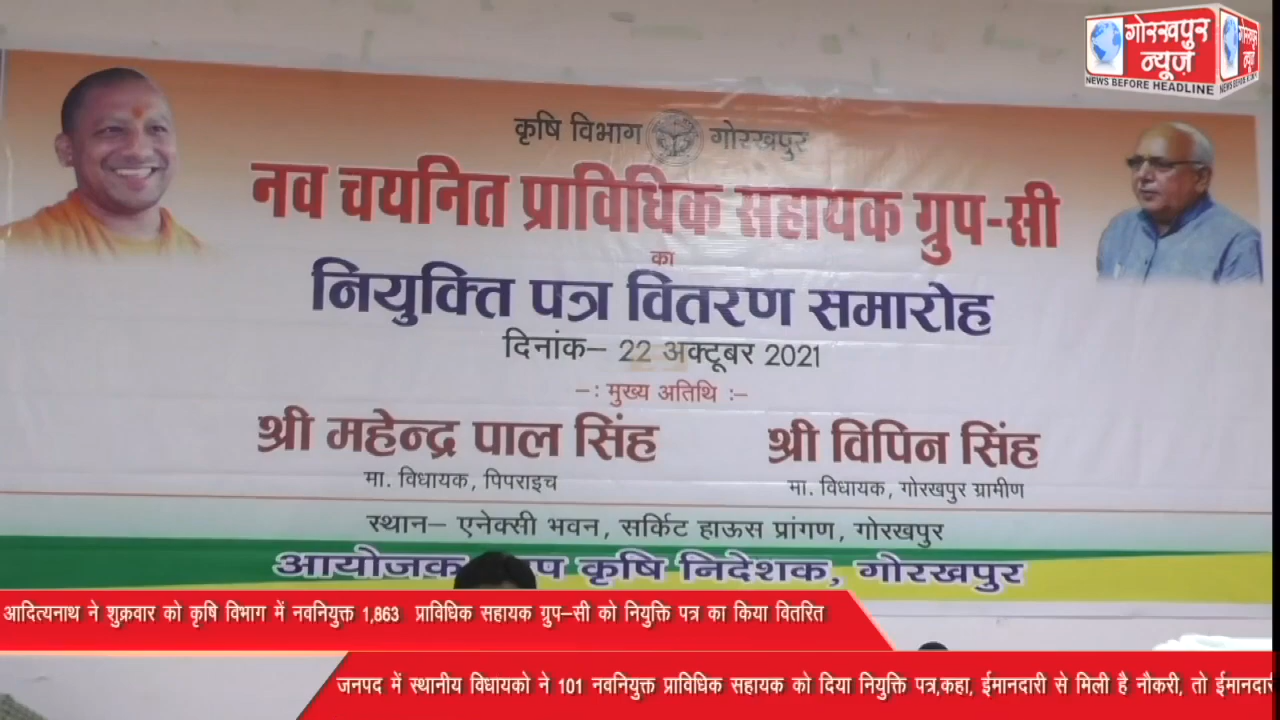 गोरखपुर
न्यूज़
NEWS BEFORE HEADLINE
कृषि विभाग गोरखपुर
नव चयनित प्राविधिक सहायक ग्रुप-सी
का
नियुक्ति पत्र वितरण समारोह
दिनांक– 22 अक्टूबर 2021
–: मुख्य अतिथि :–
श्री महेन्द्र पाल सिंह श्री विपिन सिंह
मा. विधायक, पिपराइच मा. विधायक, गोरखपुर ग्रामीण
स्थान– एनेक्सी भवन, सर्किट हाऊस प्रांगण, गोरखपुर
आयोजक कृषि निदेशक, गोरखपुर
आदित्यनाथ ने शुक्रवार को कृषि विभाग में नवनियुक्त 1,863 प्राविधिक सहायक ग्रुप–सी को नियुक्ति पत्र का किया वितरित
जनपद में स्थानीय विधायको ने 101 नवनियुक्त प्राविधिक सहायक को दिया नियुक्ति पत्र,कहा, ईमानदारी से मिली है नौकरी, तो ईमानदारी